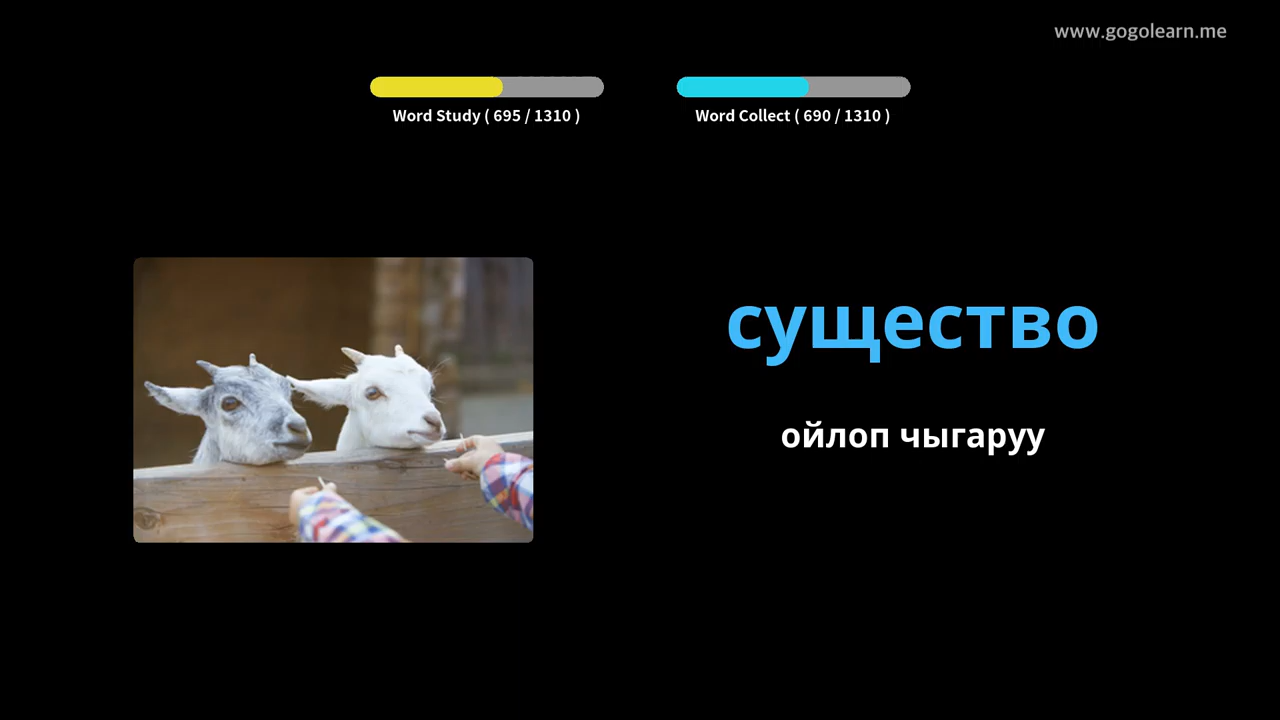 www.gogolearn.me
Word Study ( 695 / 1310 )
Word Collect ( 690 / 1310 )
существо
ойлоп чыгаруу